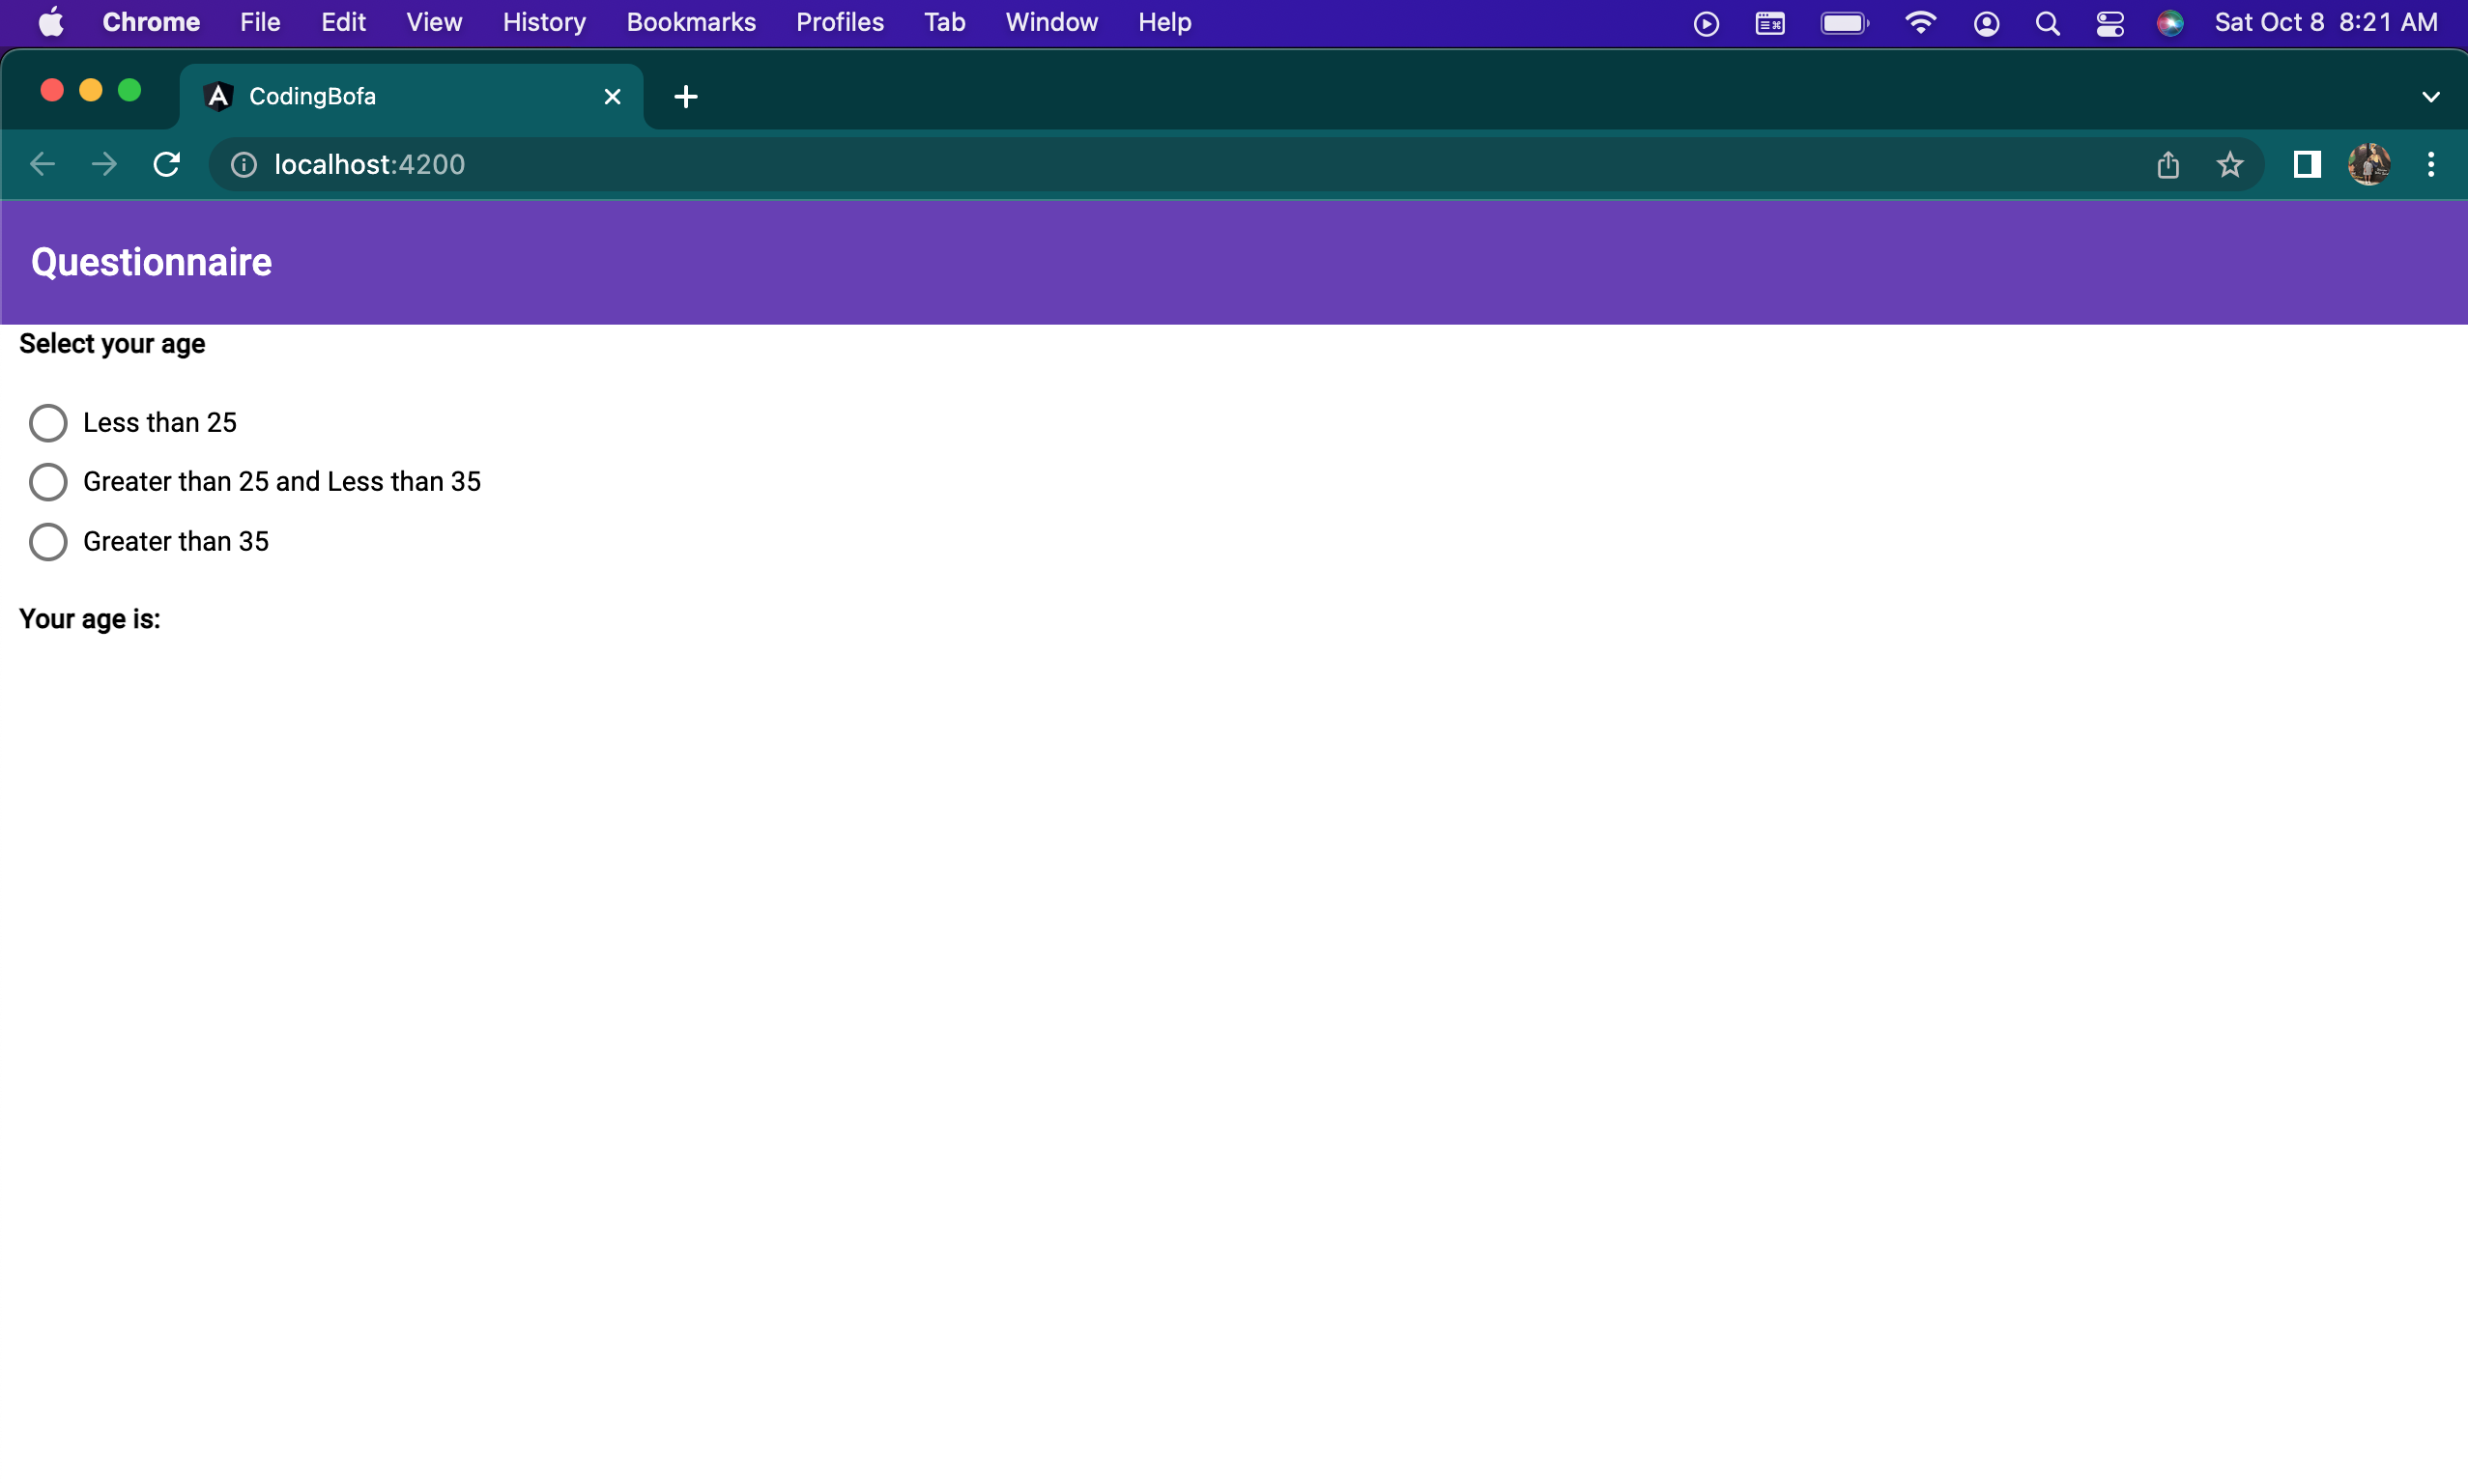 Chrome File Edit View History Bookmarks Profiles Tab Window Help Sat Oct 8 8:21 AM
CodingBofa
localhost:4200
Questionnaire
Select your age
Less than 25
Greater than 25 and Less than 35
Greater than 35
Your age is: